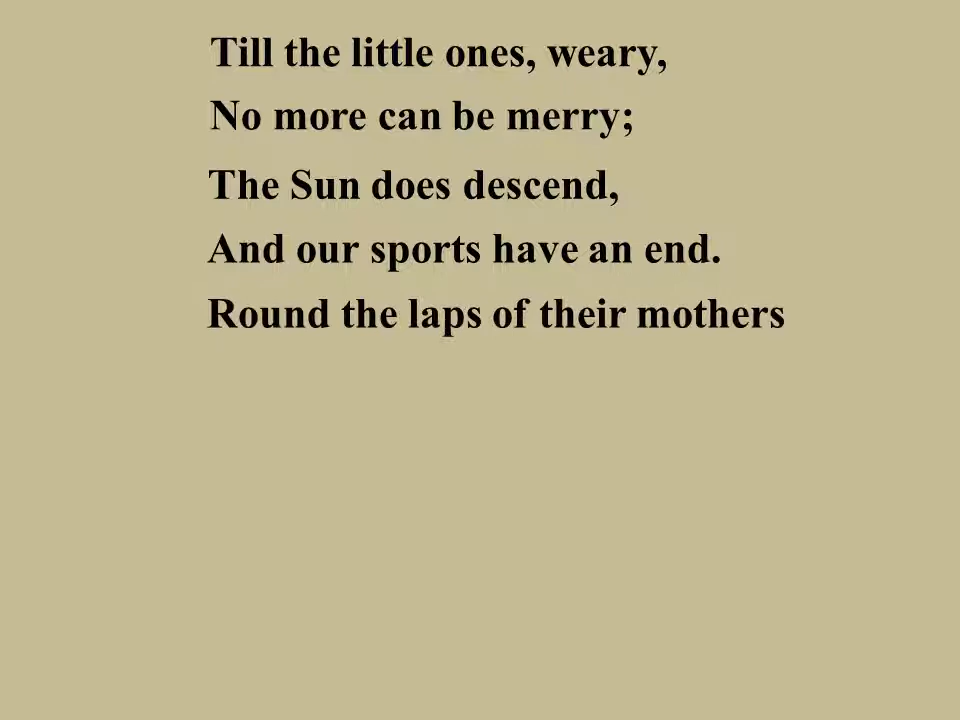 Till the little ones, weary,
No more can be merry;
The Sun does descend,
And our sports have an end.
Round the laps of their mothers